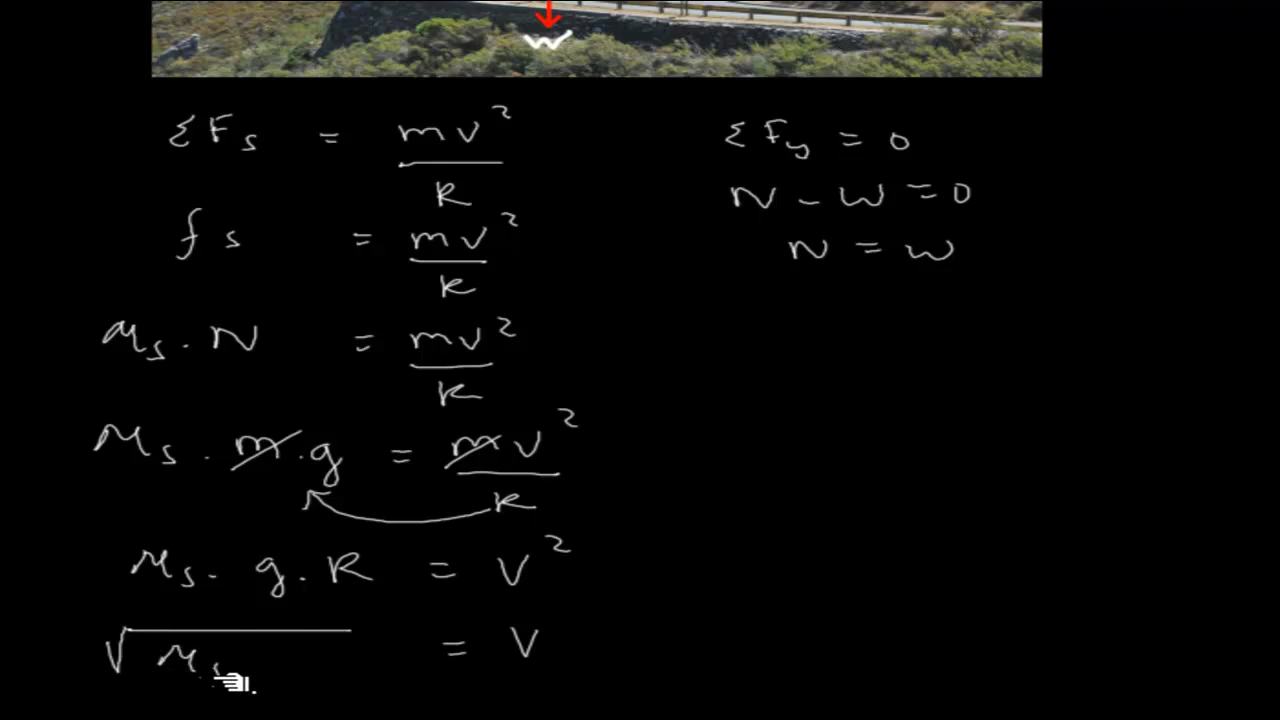 W
ΣFs = mv²/R
fs = mv²/R
μs . N = mv²/R
μs . m . g = mv²/R
μs . g . R = v²
√μs = v
ΣFy = 0
N - W = 0
N = W